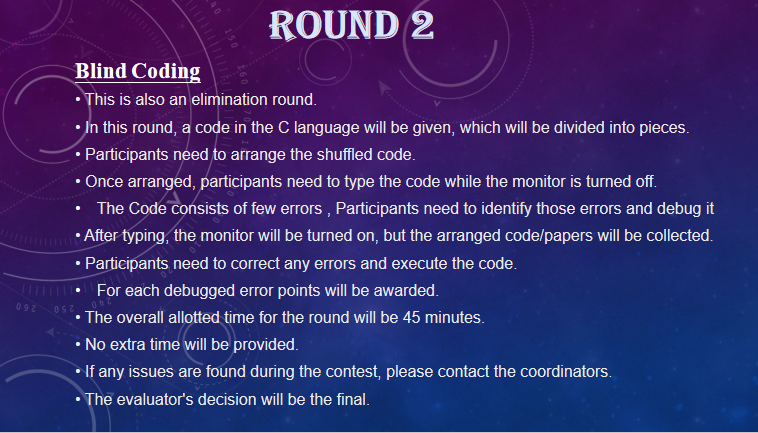 ROUND 2
Blind Coding
• This is also an elimination round.
• In this round, a code in the C language will be given, which will be divided into pieces.
• Participants need to arrange the shuffled code.
• Once arranged, participants need to type the code while the monitor is turned off.
• The Code consists of few errors , Participants need to identify those errors and debug it
• After typing, the monitor will be turned on, but the arranged code/papers will be collected.
• Participants need to correct any errors and execute the code.
• For each debugged error points will be awarded.
• The overall allotted time for the round will be 45 minutes.
• No extra time will be provided.
• If any issues are found during the contest, please contact the coordinators.
• The evaluator's decision will be the final.